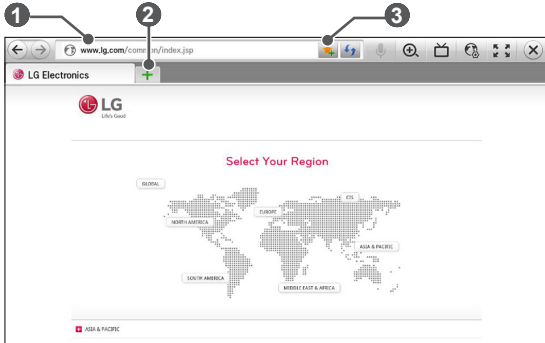 1
2
3
www.lg.com/common/index.jsp
LG Electronics
LG
Life's Good
Select Your Region
GLOBAL
CIS
EUROPE
NORTH AMERICA
ASIA & PACIFIC
SOUTH AMERICA
MIDDLE EAST & AFRICA
ASIA & PACIFIC